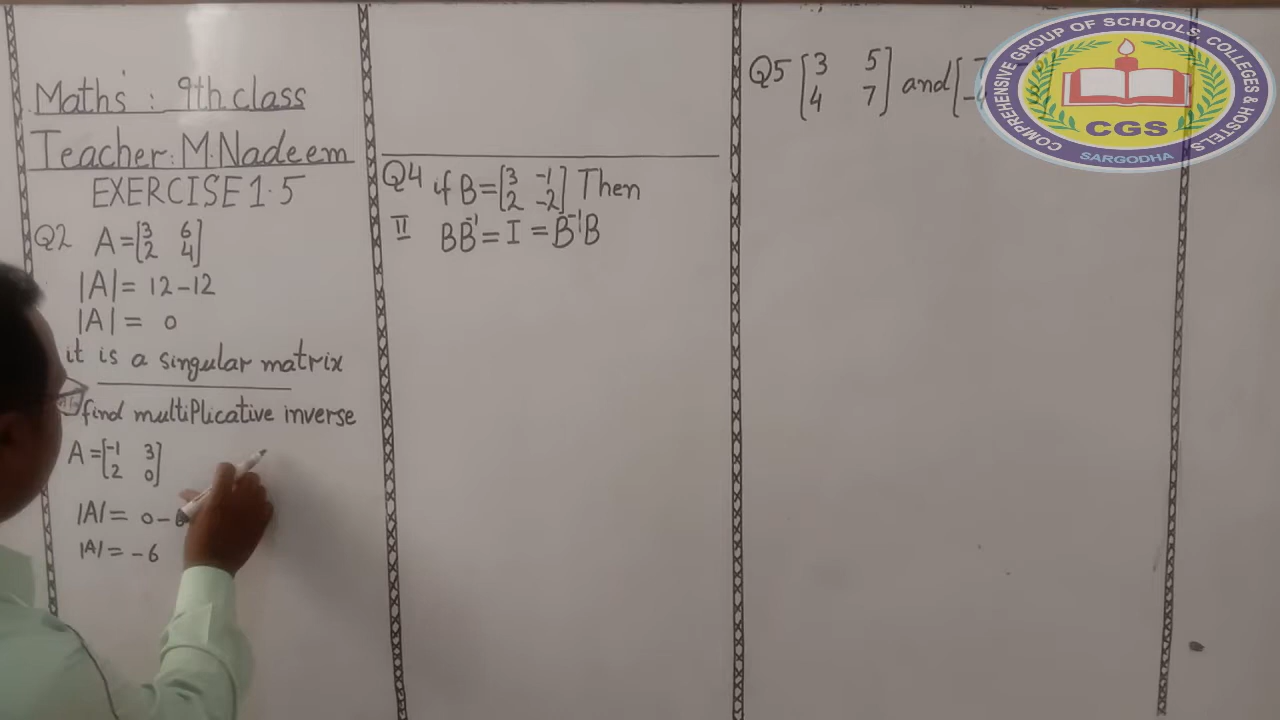 Maths : 9th class
Teacher: M.Nadeem
EXERCISE 1.5
Q2 A = [3 6
2 4]
|A| = 12 - 12
|A| = 0
it is a singular matrix
find multiplicative inverse
A = [-1 3
2 0]
|A| = 0 -
|A| = -6
Q4 if B = [3 -1
2 -2] Then
II BB⁻¹ = I = B⁻¹B
Q5 [3 5
4 7] and [
COMPREHENSIVE GROUP OF SCHOOLS, COLLEGES & HOSTELS
CGS
SARGODHA